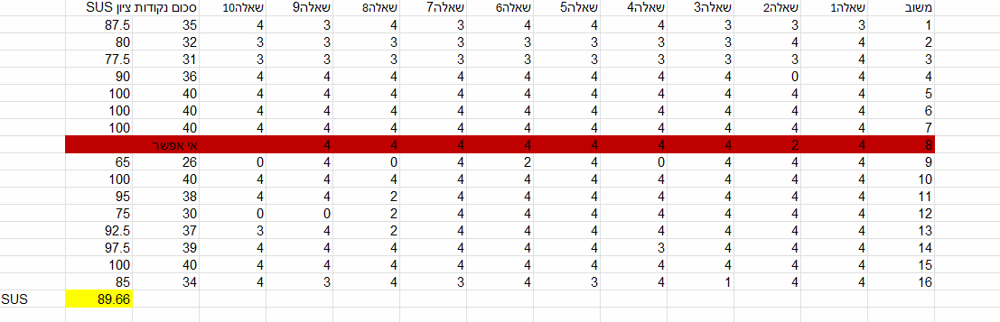 משוב שאלה1 שאלה2 שאלה3 שאלה4 שאלה5 שאלה6 שאלה7 שאלה8 שאלה9 שאלה10 סכום נקודות ציון SUS
1 3 3 3 4 4 4 3 4 3 4 35 87.5
2 4 4 3 3 3 3 3 3 3 3 32 80
3 4 3 3 3 3 3 3 3 3 3 31 77.5
4 4 0 4 4 4 4 4 4 4 4 36 90
5 4 4 4 4 4 4 4 4 4 4 40 100
6 4 4 4 4 4 4 4 4 4 4 40 100
7 4 4 4 4 4 4 4 4 4 4 40 100
8 4 2 4 4 4 4 4 4 4 אי אפשר
9 4 4 4 0 4 2 4 0 4 0 26 65
10 4 4 4 4 4 4 4 4 4 4 40 100
11 4 4 4 4 4 4 4 2 4 4 38 95
12 4 4 4 4 4 4 4 2 0 0 30 75
13 4 4 4 4 4 4 4 2 4 3 37 92.5
14 4 4 4 3 4 4 4 4 4 4 39 97.5
15 4 4 4 4 4 4 4 4 4 4 40 100
16 4 4 1 4 3 4 3 4 3 4 34 85
89.66 SUS